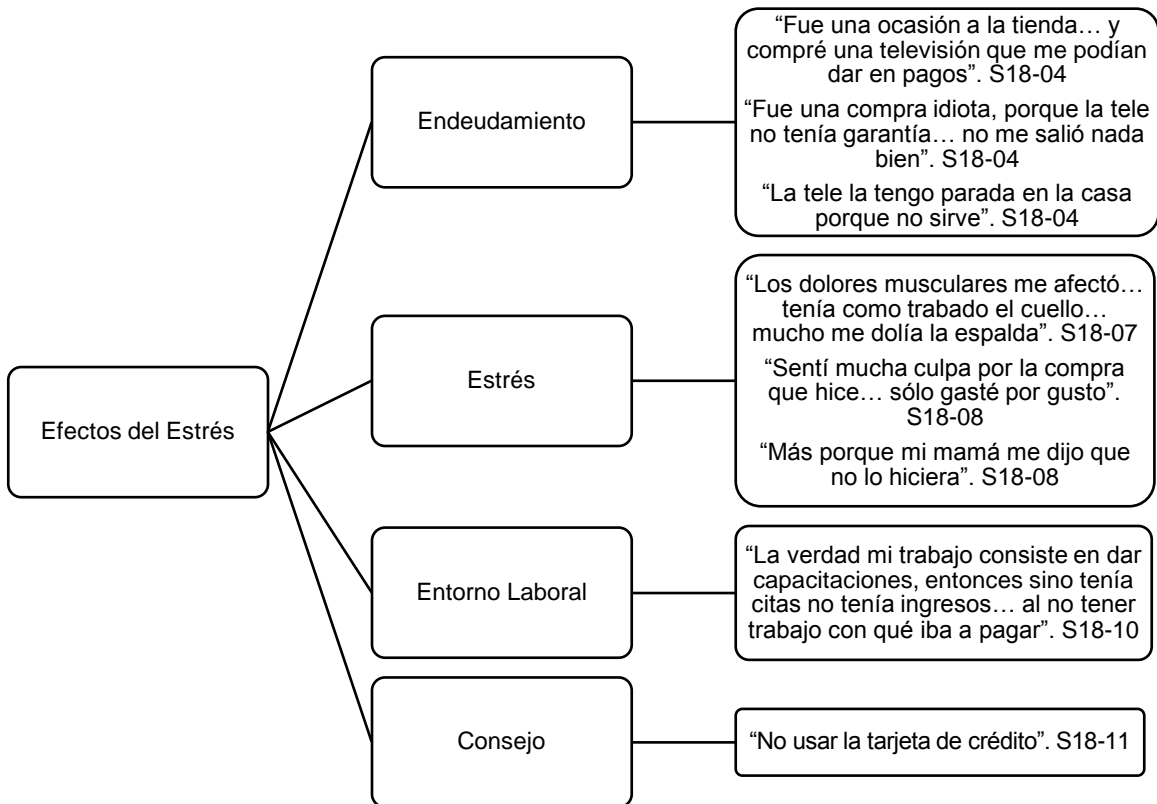 Efectos del Estrés
Endeudamiento
“Fue una ocasión a la tienda… y
compré una televisión que me podían
dar en pagos”. S18-04
“Fue una compra idiota, porque la tele
no tenía garantía… no me salió nada
bien”. S18-04
“La tele la tengo parada en la casa
porque no sirve”. S18-04
Estrés
“Los dolores musculares me afectó…
tenía como trabado el cuello…
mucho me dolía la espalda”. S18-07
“Sentí mucha culpa por la compra
que hice… sólo gasté por gusto”.
S18-08
“Más porque mi mamá me dijo que
no lo hiciera”. S18-08
Entorno Laboral
“La verdad mi trabajo consiste en dar
capacitaciones, entonces sino tenía
citas no tenía ingresos… al no tener
trabajo con qué iba a pagar”. S18-10
Consejo
“No usar la tarjeta de crédito”. S18-11